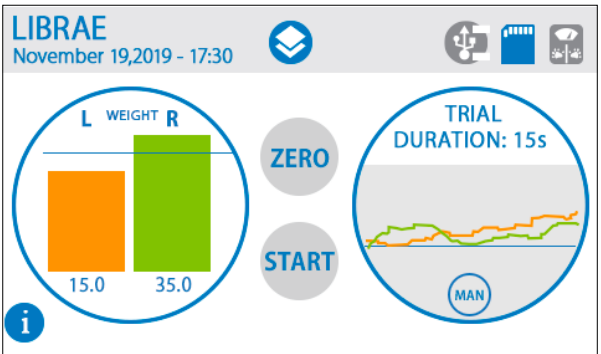 LIBRAE
November 19,2019 - 17:30
L WEIGHT R
15.0 35.0
ZERO
START
TRIAL
DURATION: 15s
MAN
i